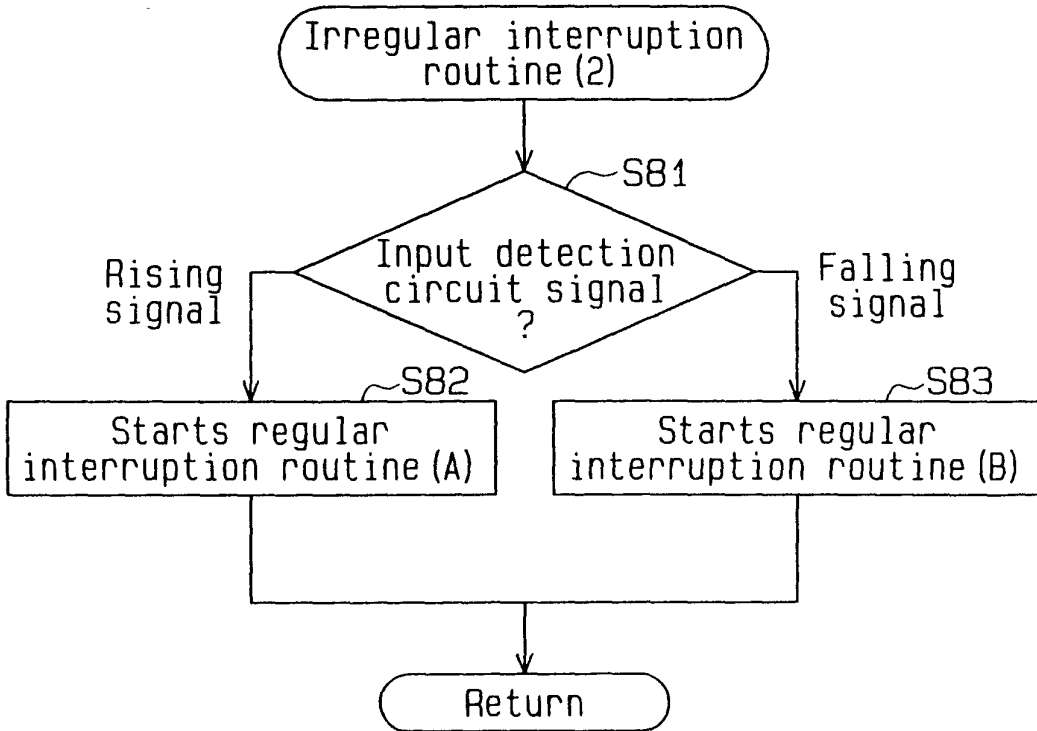 Irregular interruption
routine (2)
S81
Input detection
circuit signal
?
Rising
signal
Falling
signal
S82
Starts regular
interruption routine (A)
S83
Starts regular
interruption routine (B)
Return